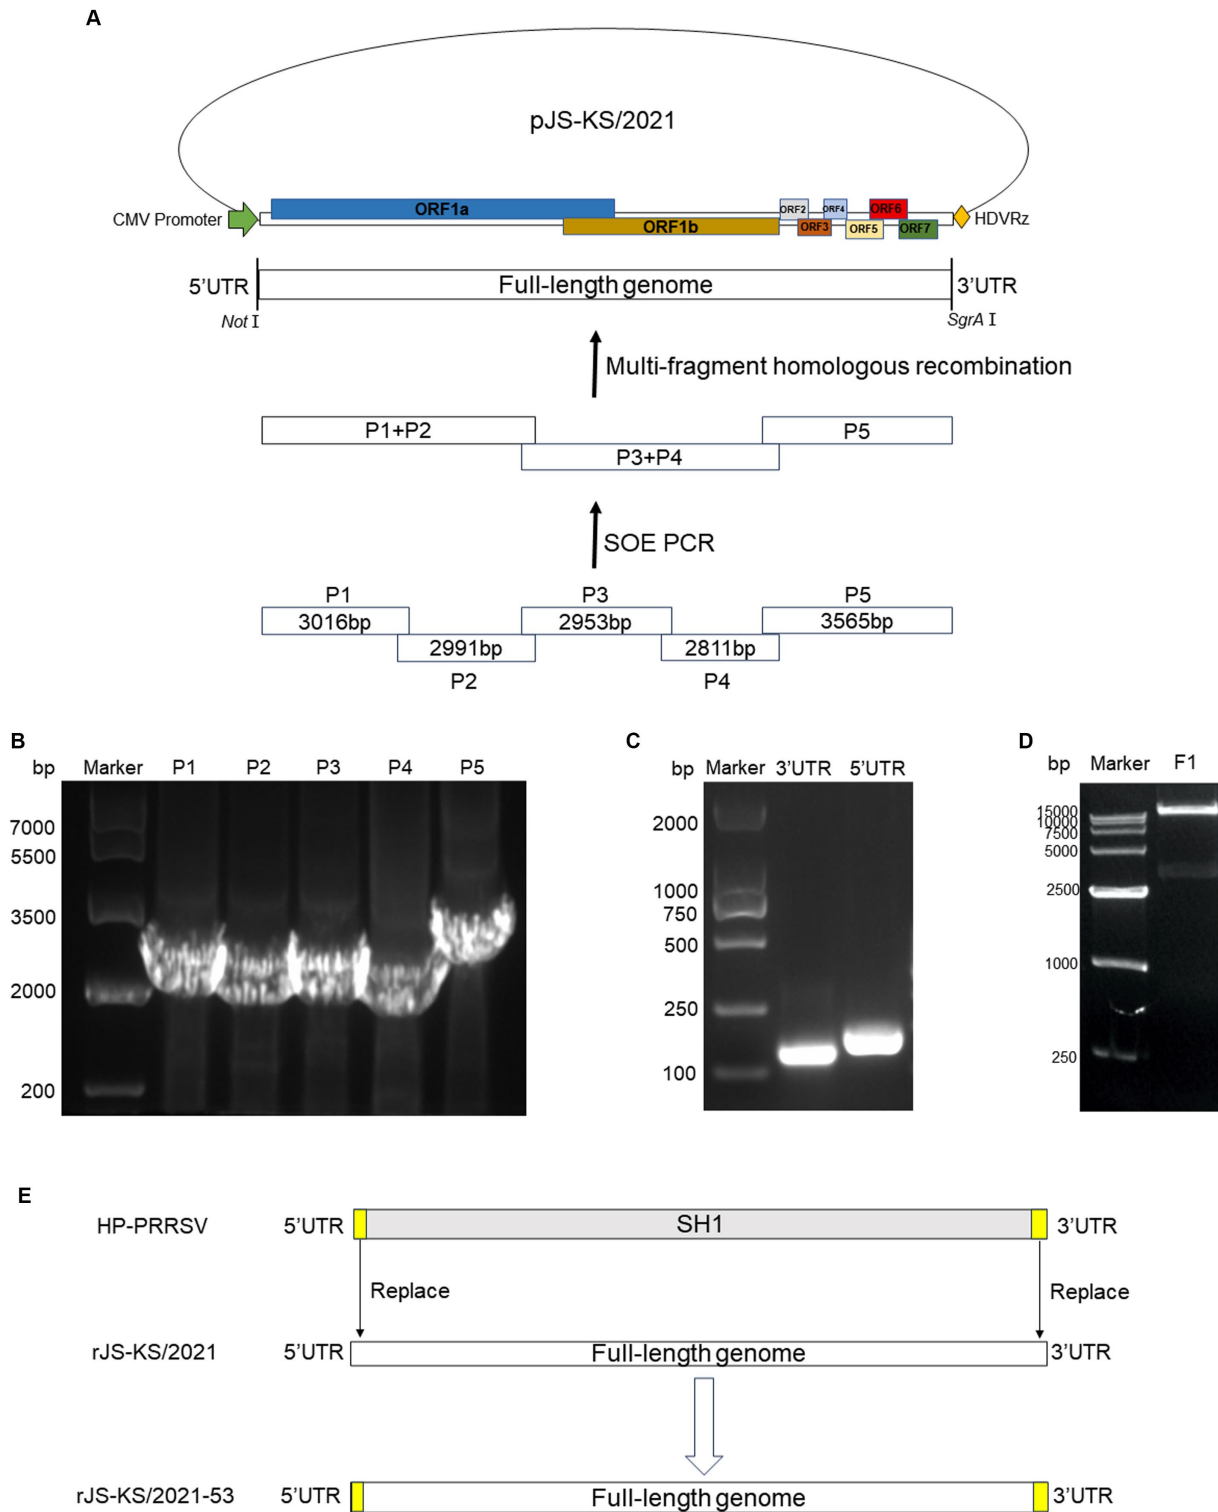 A
pJS-KS/2021
CMV Promoter
ORF1a
ORF1b
ORF2
ORF3
ORF4
ORF5
ORF6
ORF7
HDVRz
5’UTR
Full-length genome
3’UTR
Not I
SgrA I
Multi-fragment homologous recombination
P1+P2
P5
P3+P4
SOE PCR
P1 P3 P5
3016bp 2953bp 3565bp
2991bp 2811bp
P2 P4
B
bp Marker P1 P2 P3 P4 P5
7000
5500
3500
2000
200
C
bp Marker 3’UTR 5’UTR
2000
1000
750
500
250
100
D
bp Marker F1
15000
10000
7500
5000
2500
1000
250
E
HP-PRRSV 5’UTR SH1 3’UTR
Replace Replace
rJS-KS/2021 5’UTR Full-length genome 3’UTR
rJS-KS/2021-53 5’UTR Full-length genome 3’UTR